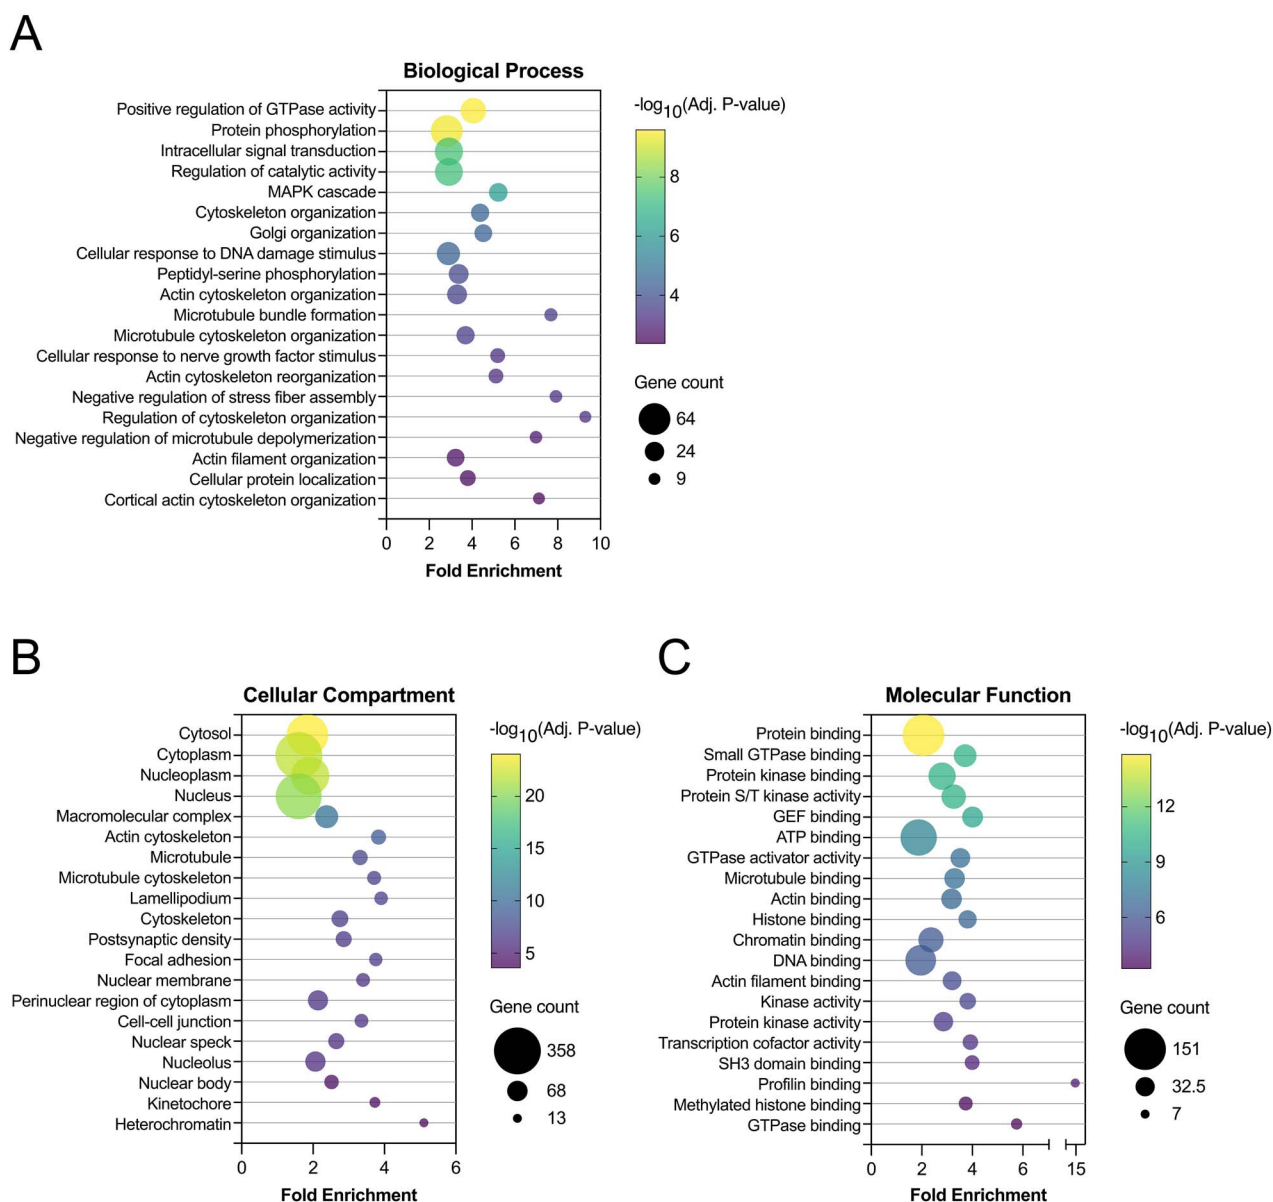 A
Biological Process
Positive regulation of GTPase activity
Protein phosphorylation
Intracellular signal transduction
Regulation of catalytic activity
MAPK cascade
Cytoskeleton organization
Golgi organization
Cellular response to DNA damage stimulus
Peptidyl-serine phosphorylation
Actin cytoskeleton organization
Microtubule bundle formation
Microtubule cytoskeleton organization
Cellular response to nerve growth factor stimulus
Actin cytoskeleton reorganization
Negative regulation of stress fiber assembly
Regulation of cytoskeleton organization
Negative regulation of microtubule depolymerization
Actin filament organization
Cellular protein localization
Cortical actin cytoskeleton organization
0 2 4 6 8 10
Fold Enrichment
-log10(Adj. P-value)
8
6
4
Gene count
64
24
9
B
Cellular Compartment
Cytosol
Cytoplasm
Nucleoplasm
Nucleus
Macromolecular complex
Actin cytoskeleton
Microtubule
Microtubule cytoskeleton
Lamellipodium
Cytoskeleton
Postsynaptic density
Focal adhesion
Nuclear membrane
Perinuclear region of cytoplasm
Cell-cell junction
Nuclear speck
Nucleolus
Nuclear body
Kinetochore
Heterochromatin
0 2 4 6
Fold Enrichment
-log10(Adj. P-value)
20
15
10
5
Gene count
358
68
13
C
Molecular Function
Protein binding
Small GTPase binding
Protein kinase binding
Protein S/T kinase activity
GEF binding
ATP binding
GTPase activator activity
Microtubule binding
Actin binding
Histone binding
Chromatin binding
DNA binding
Actin filament binding
Kinase activity
Protein kinase activity
Transcription cofactor activity
SH3 domain binding
Profilin binding
Methylated histone binding
GTPase binding
0 2 4 6 15
Fold Enrichment
-log10(Adj. P-value)
12
9
6
Gene count
151
32.5
7